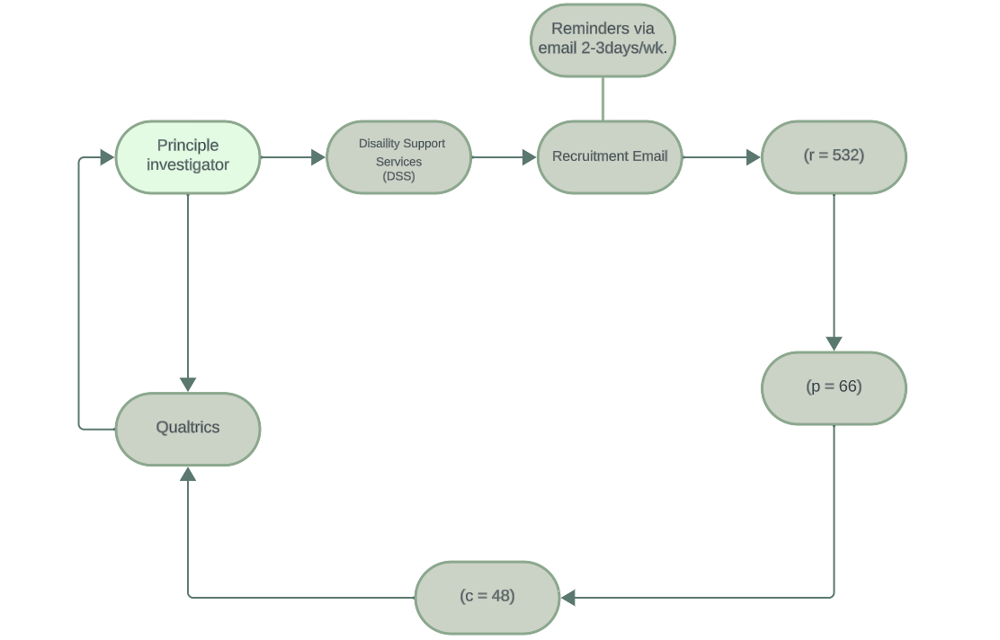 Reminders via
email 2-3days/wk.
Principle
investigator
Disaility Support
Services
(DSS)
Recruitment Email
(r = 532)
(p = 66)
Qualtrics
(c = 48)